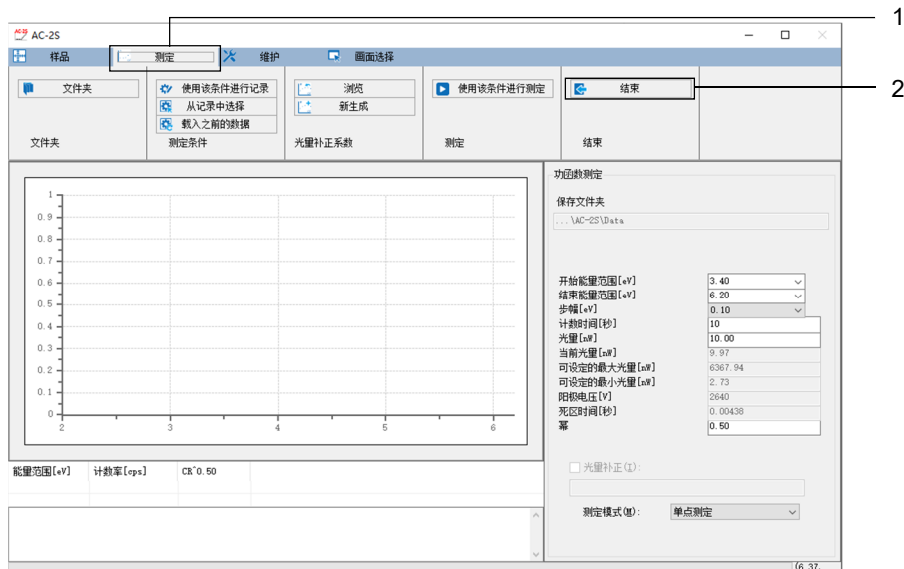 1
AC-2S
样品 测定 维护 画面选择
文件夹 使用该条件进行记录 浏览 使用该条件进行测定 结束
2
从记录中选择 新生成
载入之前的数据
文件夹 测定条件 光量补正系数 测定 结束
功函数测定
保存文件夹
...\AC-2S\Data
1
0.9
0.8
0.7
0.6
0.5
0.4
0.3
0.2
0.1
0
2 3 4 5 6
开始能量范围[eV] 3.40
结束能量范围[eV] 6.20
步幅[eV] 0.10
计数时间[秒] 10
光量[nW] 10.00
当前光量[nW] 9.97
可设定的最大光量[nW] 6367.94
可设定的最小光量[nW] 2.73
阳极电压[V] 2640
死区时间[秒] 0.00438
幂 0.50
能量范围[eV] 计数率[cps] CR^0.50
光量补正(I):
测定模式(M): 单点测定
(6.37,